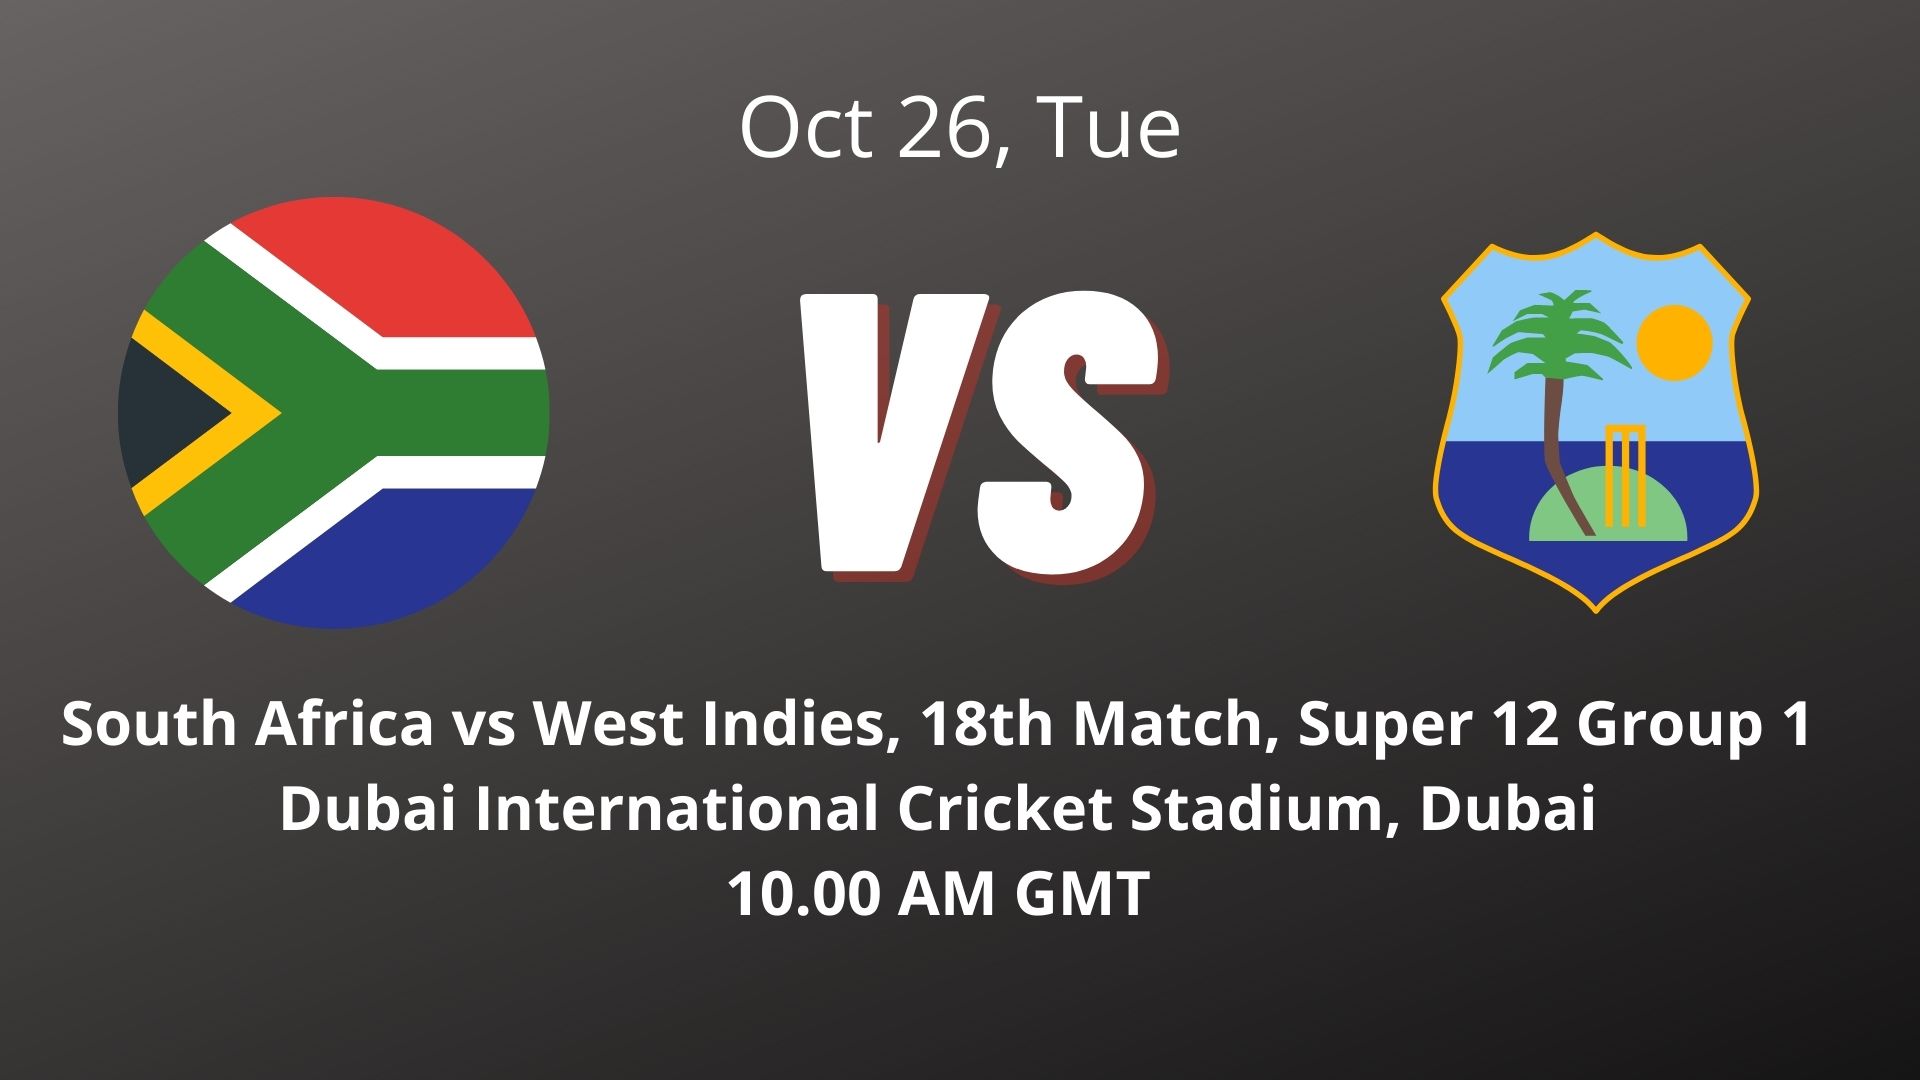 Oct 26, Tue
VS
South Africa vs West Indies, 18th Match, Super 12 Group 1
Dubai International Cricket Stadium, Dubai
10.00 AM GMT